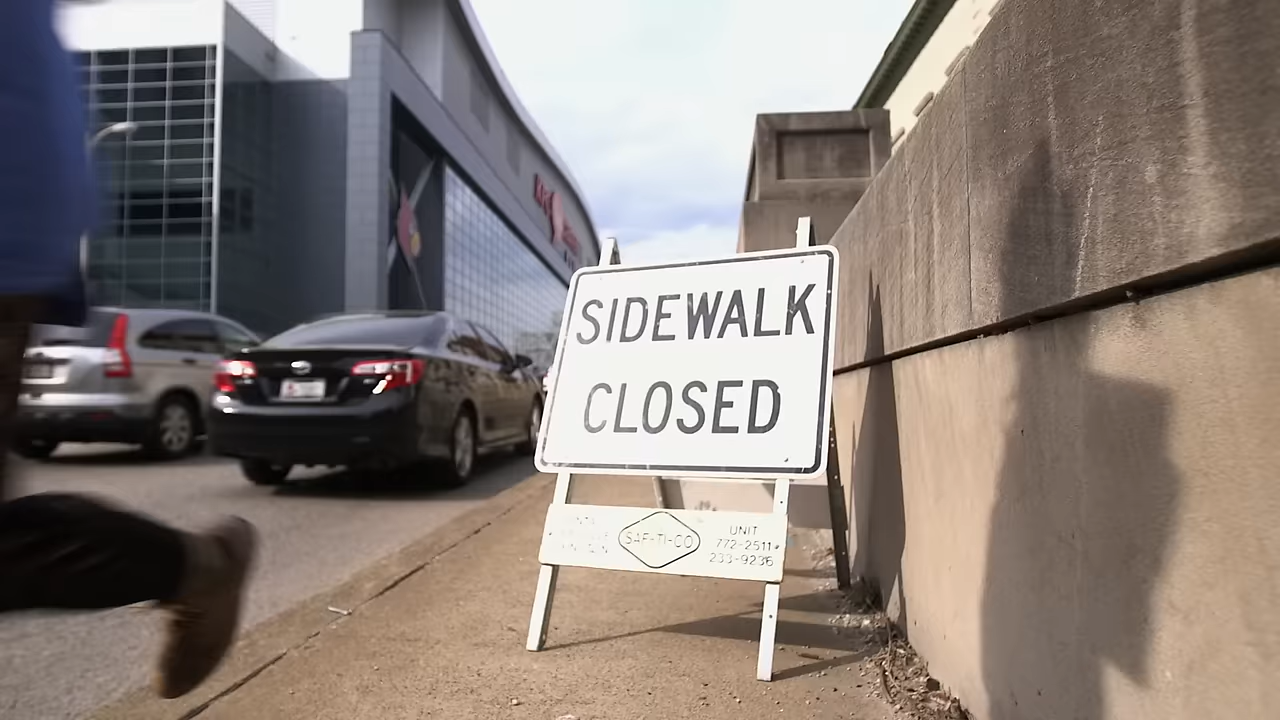 SIDEWALK
CLOSED
SAF-TI-CO
UNIT
772-2511
233-9236